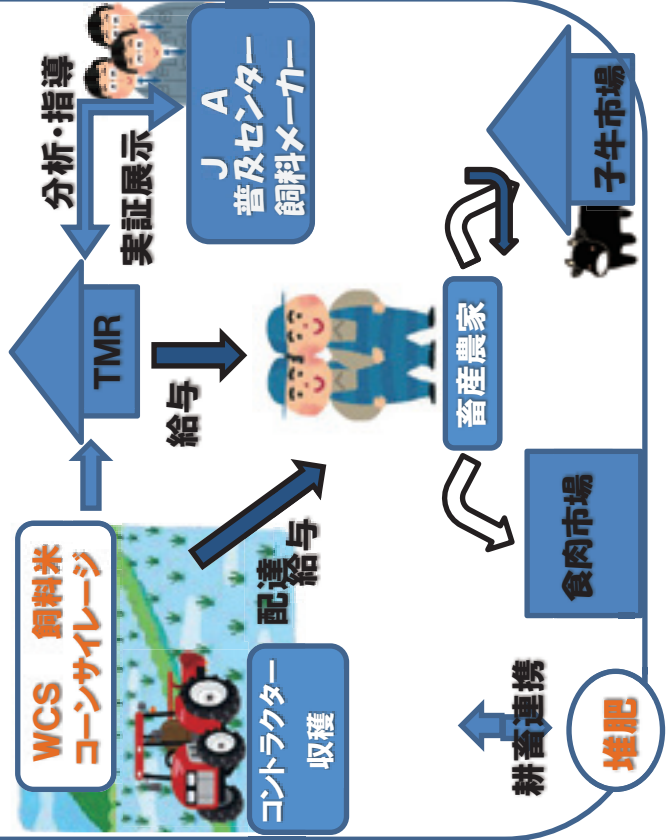 WCS 飼料米
コーンサイレージ
コントラクター
収穫
配達
給与
TMR
給与
分析・指導
実証展示
J A
普及センター
飼料メーカー
畜産農家
子牛市場
食肉市場
耕畜連携
堆肥